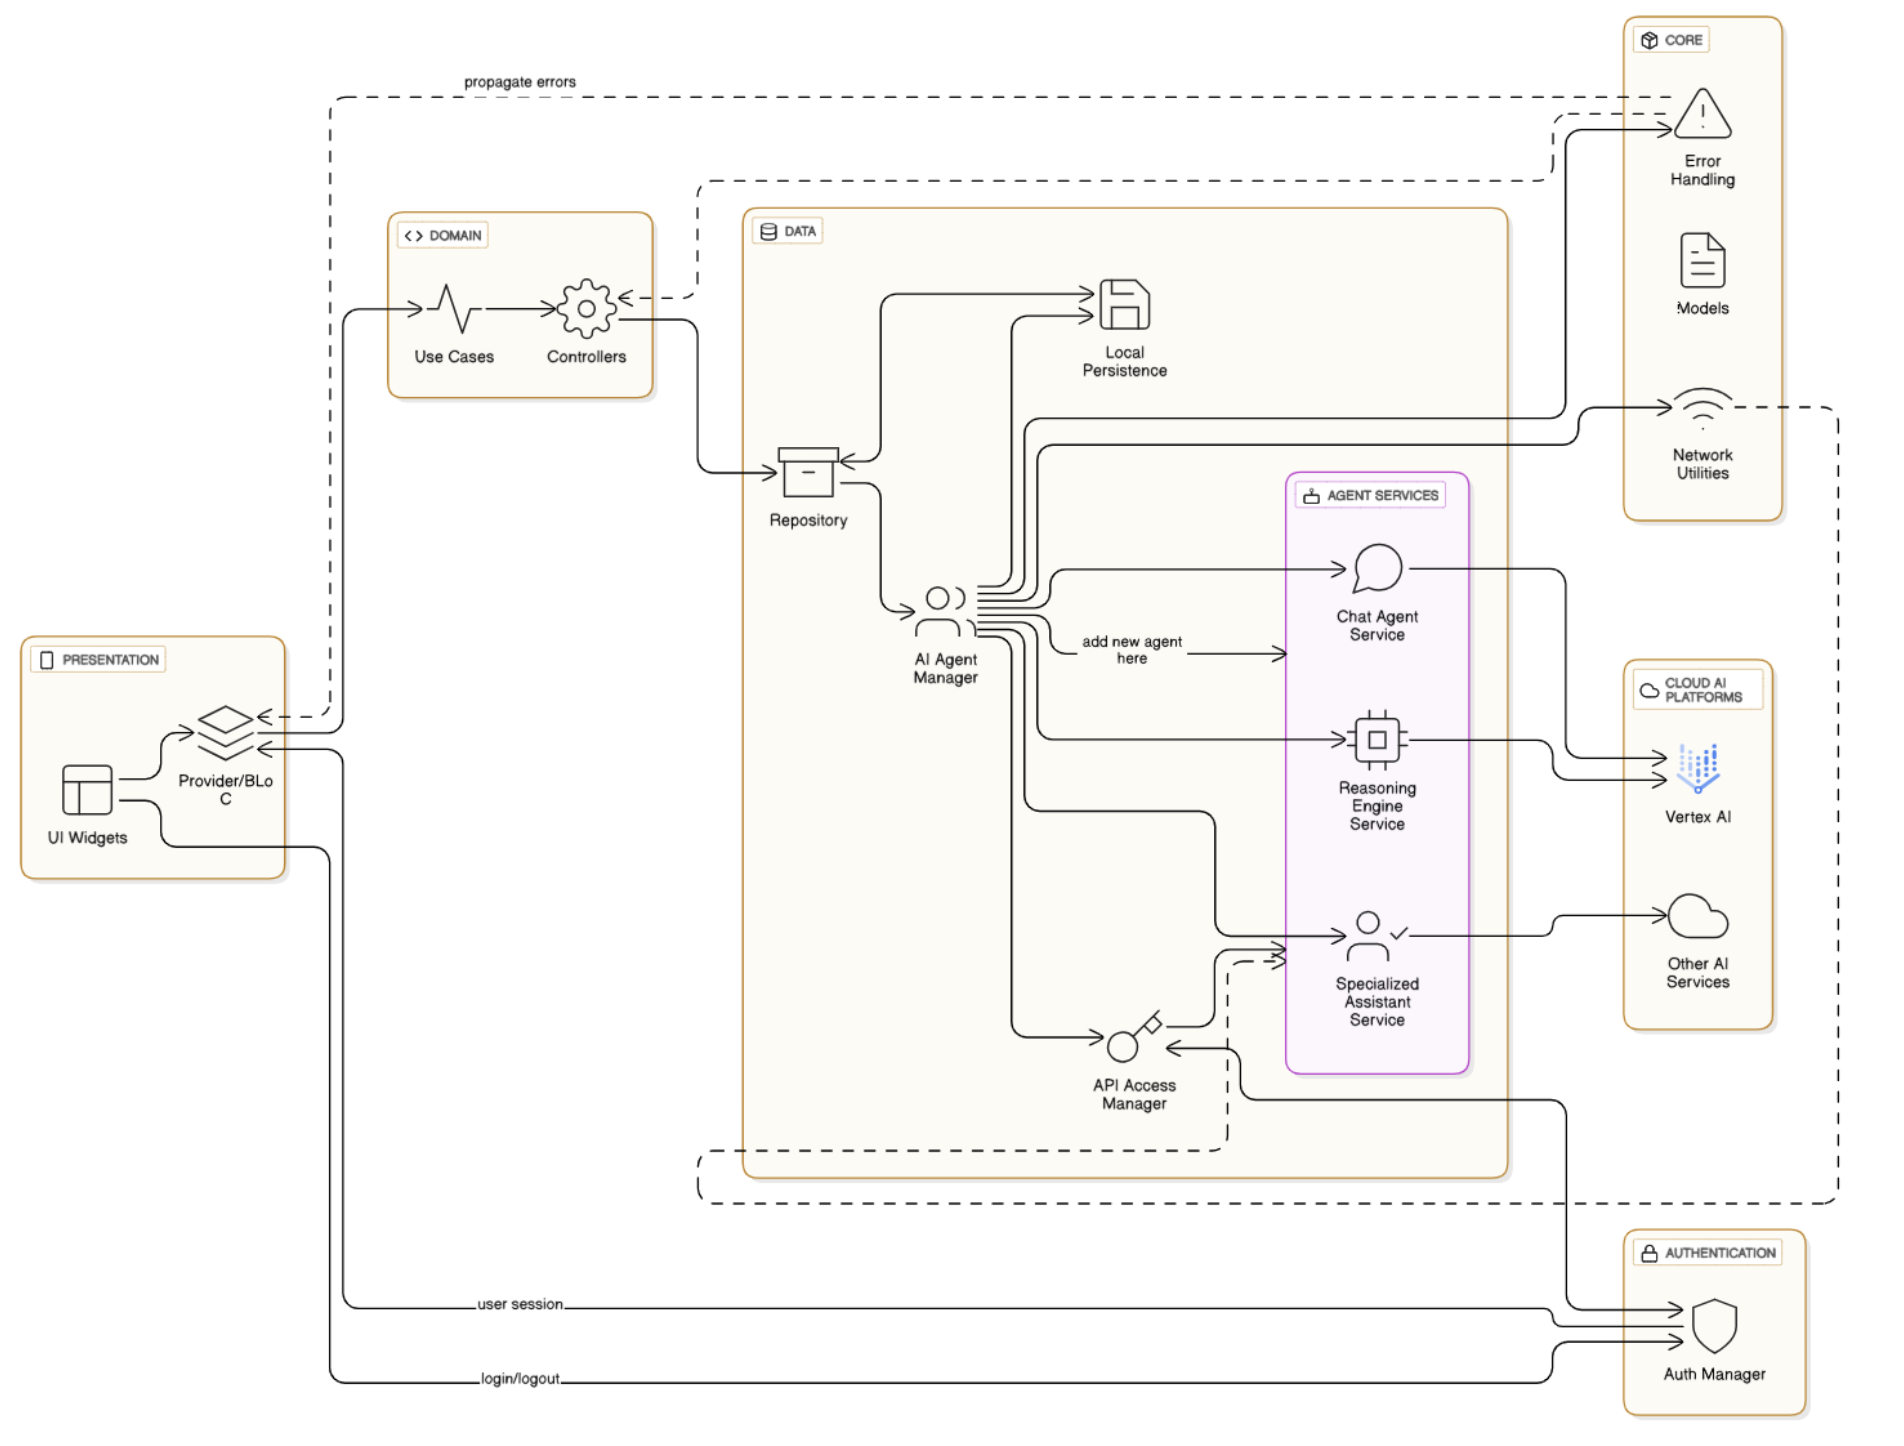 CORE
propagate errors
Error
Handling
DOMAIN
DATA
Models
Use Cases
Controllers
Local
Persistence
Network
Utilities
AGENT SERVICES
Repository
Chat Agent
Service
add new agent
here
AI Agent
Manager
PRESENTATION
CLOUD AI
PLATFORMS
Provider/BLo
C
UI Widgets
Reasoning
Engine
Service
Vertex AI
Other AI
Services
Specialized
Assistant
Service
API Access
Manager
AUTHENTICATION
user session
Auth Manager
login/logout